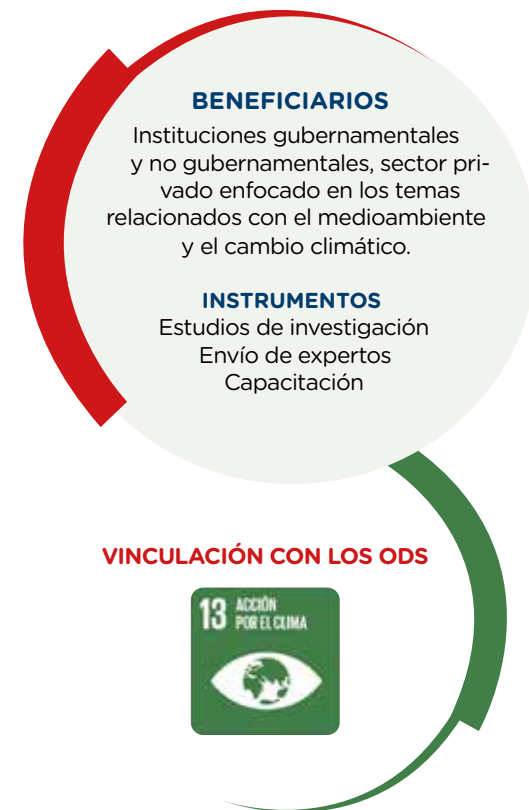 BENEFICIARIOS
Instituciones gubernamentales
y no gubernamentales, sector pri-
vado enfocado en los temas
relacionados con el medioambiente
y el cambio climático.
INSTRUMENTOS
Estudios de investigación
Envío de expertos
Capacitación
VINCULACIÓN CON LOS ODS
13 ACCIÓN
POR EL CLIMA